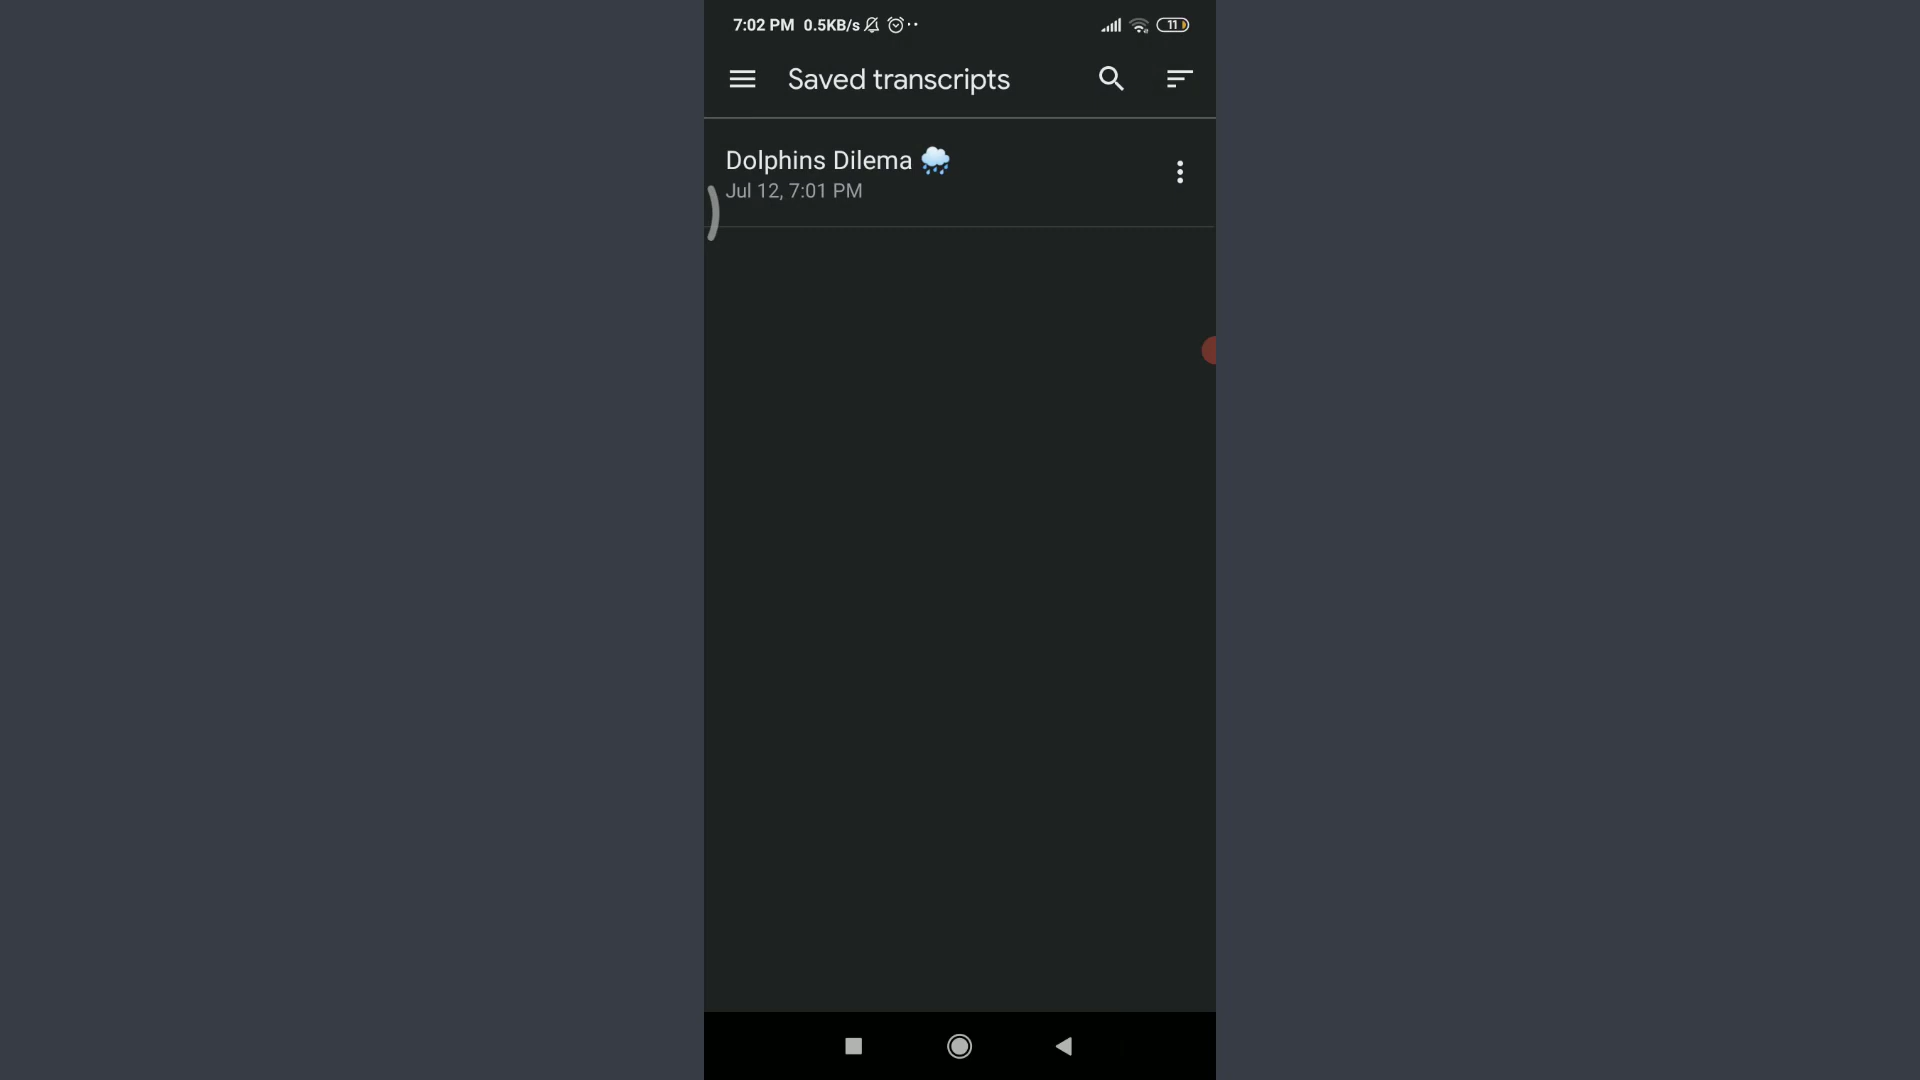 7:02 PM 0.5KB/s 11
Saved transcripts
Dolphins Dilema 🌧️
Jul 12, 7:01 PM